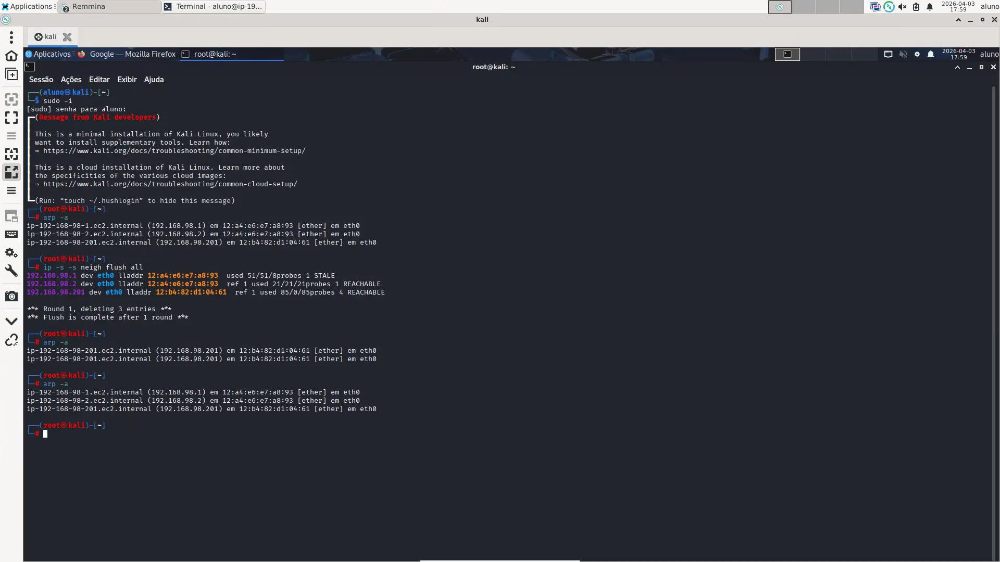 Applications
2 Remmina
Terminal - aluno@ip-19...
2026-04-03
17:59
aluno
kali
kali
Aplicativos
Google — Mozilla Firefox
root@kali: ~
2026-04-03
17:59
aluno
root@kali: ~
Sessão Ações Editar Exibir Ajuda
┌──(aluno㉿kali)-[~]
└─$ sudo -i
[sudo] senha para aluno:
┏━(Message from Kali developers)
┃
┃ This is a minimal installation of Kali Linux, you likely
┃ want to install supplementary tools. Learn how:
┃ ⇒ https://www.kali.org/docs/troubleshooting/common-minimum-setup/
┃
┃ This is a cloud installation of Kali Linux. Learn more about
┃ the specificities of the various cloud images:
┃ ⇒ https://www.kali.org/docs/troubleshooting/common-cloud-setup/
┃
┗━(Run: “touch ~/.hushlogin” to hide this message)
┌──(root㉿kali)-[~]
└─# arp -a
ip-192-168-98-1.ec2.internal (192.168.98.1) em 12:a4:e6:e7:a8:93 [ether] em eth0
ip-192-168-98-2.ec2.internal (192.168.98.2) em 12:a4:e6:e7:a8:93 [ether] em eth0
ip-192-168-98-201.ec2.internal (192.168.98.201) em 12:b4:82:d1:04:61 [ether] em eth0

┌──(root㉿kali)-[~]
└─# ip -s -s neigh flush all
192.168.98.1 dev eth0 lladdr 12:a4:e6:e7:a8:93  used 51/51/8probes 1 STALE
192.168.98.2 dev eth0 lladdr 12:a4:e6:e7:a8:93  ref 1 used 21/21/21probes 1 REACHABLE
192.168.98.201 dev eth0 lladdr 12:b4:82:d1:04:61  ref 1 used 85/0/85probes 4 REACHABLE

*** Round 1, deleting 3 entries ***
*** Flush is complete after 1 round ***

┌──(root㉿kali)-[~]
└─# arp -a
ip-192-168-98-201.ec2.internal (192.168.98.201) em 12:b4:82:d1:04:61 [ether] em eth0
ip-192-168-98-201.ec2.internal (192.168.98.201) em 12:b4:82:d1:04:61 [ether] em eth0

┌──(root㉿kali)-[~]
└─# arp -a
ip-192-168-98-1.ec2.internal (192.168.98.1) em 12:a4:e6:e7:a8:93 [ether] em eth0
ip-192-168-98-2.ec2.internal (192.168.98.2) em 12:a4:e6:e7:a8:93 [ether] em eth0
ip-192-168-98-201.ec2.internal (192.168.98.201) em 12:b4:82:d1:04:61 [ether] em eth0

┌──(root㉿kali)-[~]
└─#